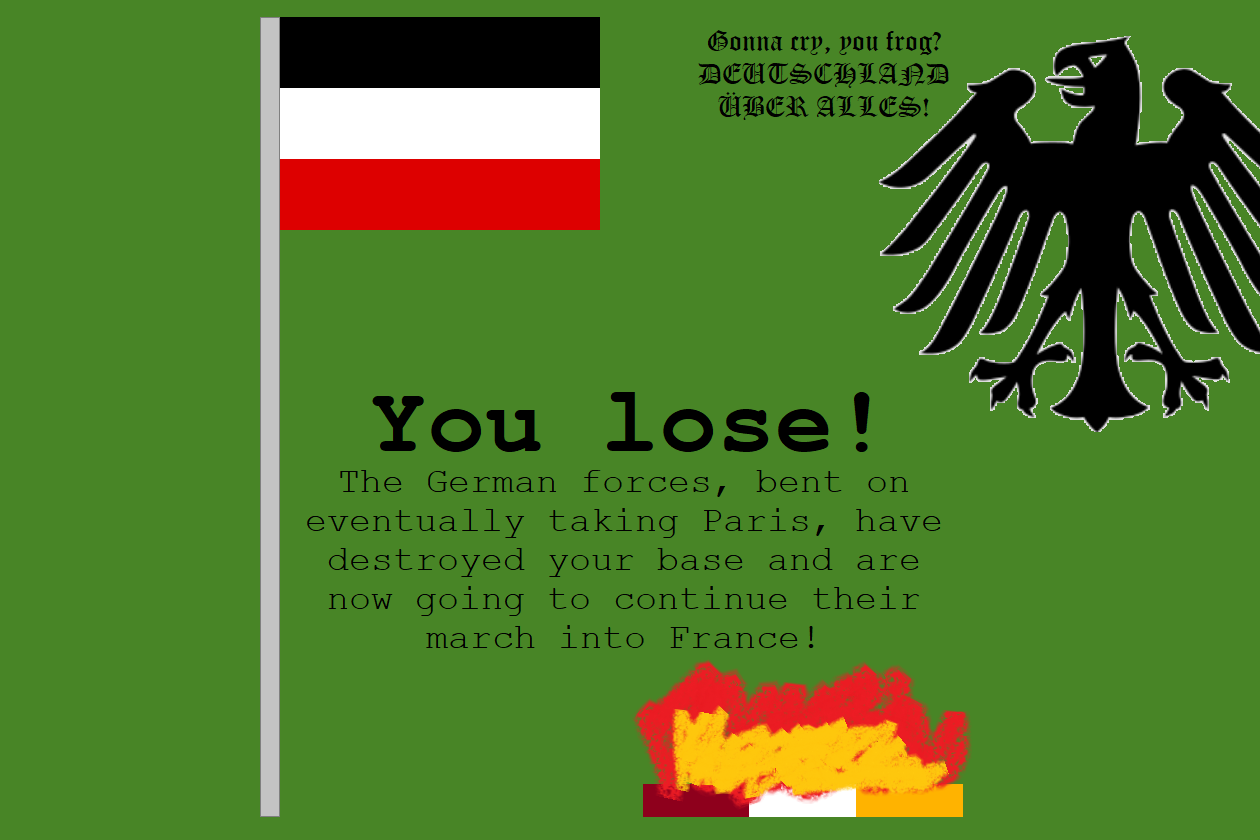 Gonna cry, you frog?
DEUTSCHLAND
ÜBER ALLES!
You lose!
The German forces, bent on
eventually taking Paris, have
destroyed your base and are
now going to continue their
march into France!